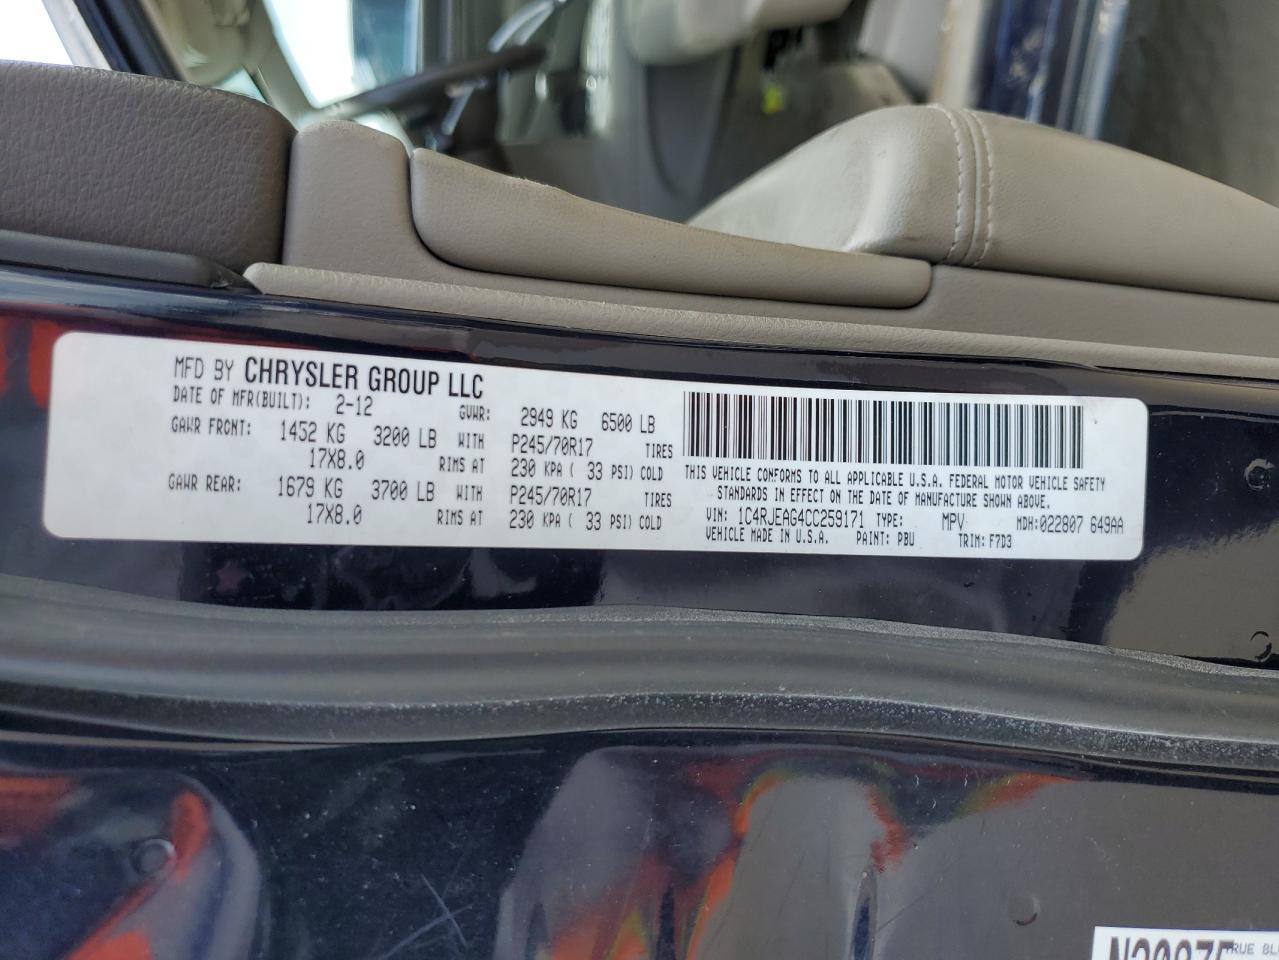 MFD BY CHRYSLER GROUP LLC
DATE OF MFR(BUILT): 2-12 GVWR: 2949 KG 6500 LB
GAWR FRONT: 1452 KG 3200 LB WITH P245/70R17 TIRES
17X8.0 RIMS AT 230 KPA ( 33 PSI) COLD
GAWR REAR: 1679 KG 3700 LB WITH P245/70R17 TIRES
17X8.0 RIMS AT 230 KPA ( 33 PSI) COLD
THIS VEHICLE CONFORMS TO ALL APPLICABLE U.S.A. FEDERAL MOTOR VEHICLE SAFETY
STANDARDS IN EFFECT ON THE DATE OF MANUFACTURE SHOWN ABOVE.
VIN: 1C4RJEAG4CC259171 TYPE: MPV MDH:022807 649AA
VEHICLE MADE IN U.S.A. PAINT: PBU TRIM: F7D3
TRUE